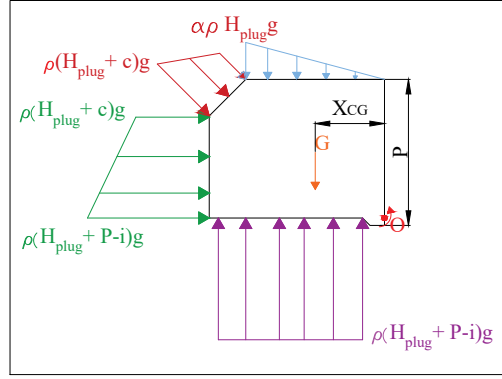 αρ H_plug g
ρ(H_plug + c)g
ρ(H_plug + c)g
X_CG
P
G
O
ρ(H_plug + P-i)g
ρ(H_plug + P-i)g